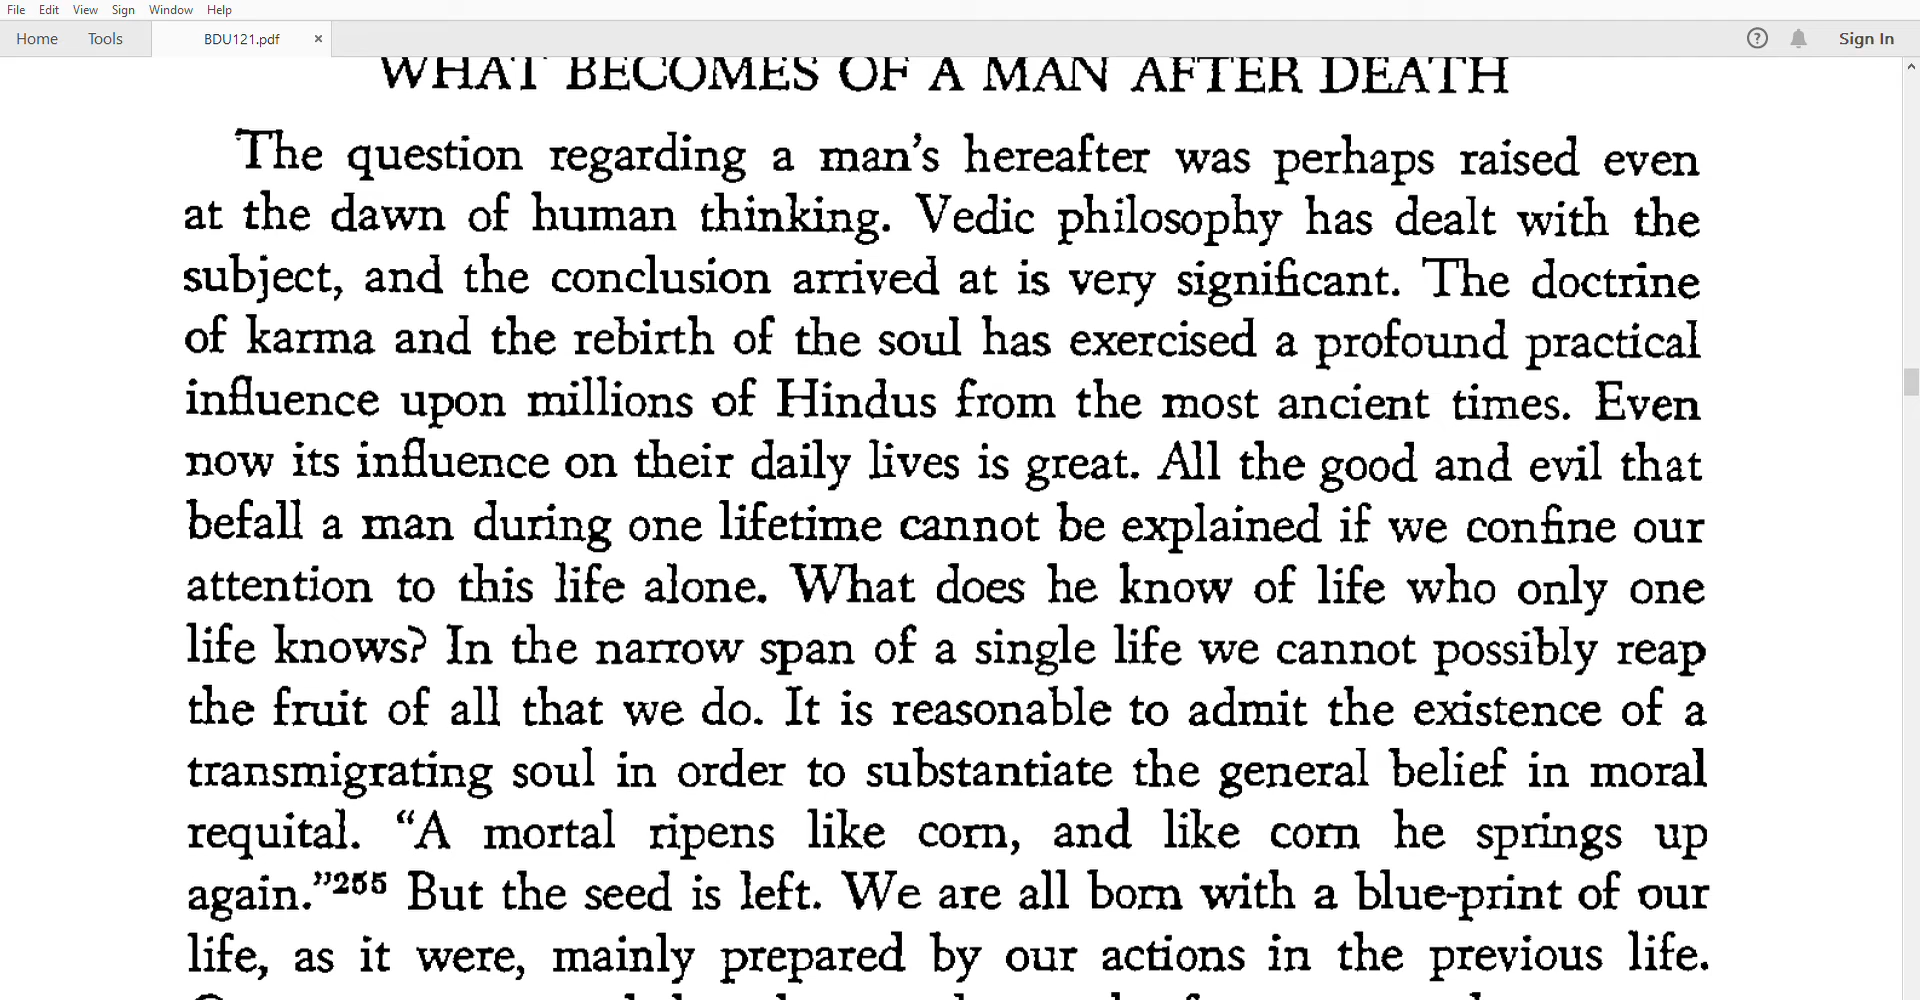 File Edit View Sign Window Help
Home Tools BDU121.pdf × ? Sign In
WHAT BECOMES OF A MAN AFTER DEATH
The question regarding a man's hereafter was perhaps raised even
at the dawn of human thinking. Vedic philosophy has dealt with the
subject, and the conclusion arrived at is very significant. The doctrine
of karma and the rebirth of the soul has exercised a profound practical
influence upon millions of Hindus from the most ancient times. Even
now its influence on their daily lives is great. All the good and evil that
befall a man during one lifetime cannot be explained if we confine our
attention to this life alone. What does he know of life who only one
life knows? In the narrow span of a single life we cannot possibly reap
the fruit of all that we do. It is reasonable to admit the existence of a
transmigrating soul in order to substantiate the general belief in moral
requital. “A mortal ripens like corn, and like corn he springs up
again.”²⁵⁵ But the seed is left. We are all born with a blue-print of our
life, as it were, mainly prepared by our actions in the previous life.